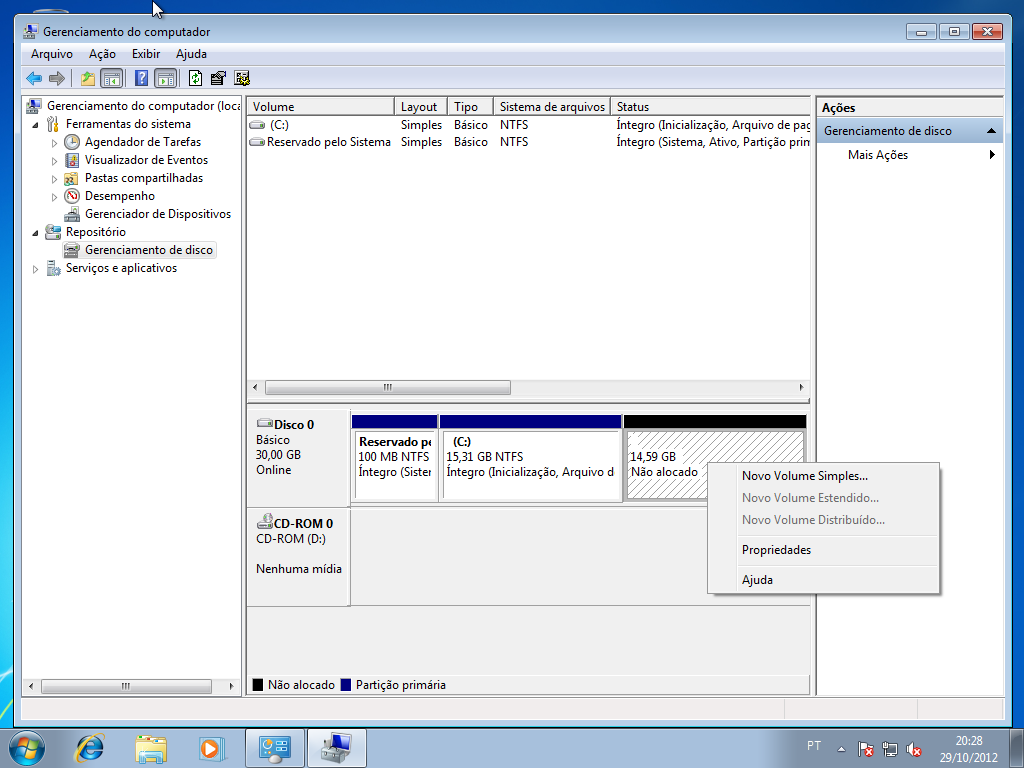 Gerenciamento do computador
Arquivo Ação Exibir Ajuda
Gerenciamento do computador (loca
Ferramentas do sistema
Agendador de Tarefas
Visualizador de Eventos
Pastas compartilhadas
Desempenho
Gerenciador de Dispositivos
Repositório
Gerenciamento de disco
Serviços e aplicativos
Volume Layout Tipo Sistema de arquivos Status
(C:) Simples Básico NTFS Íntegro (Inicialização, Arquivo de pag
Reservado pelo Sistema Simples Básico NTFS Íntegro (Sistema, Ativo, Partição prim
Ações
Gerenciamento de disco
Mais Ações
Disco 0
Básico
30,00 GB
Online
Reservado pe
100 MB NTFS
Íntegro (Sister
(C:)
15,31 GB NTFS
Íntegro (Inicialização, Arquivo d
14,59 GB
Não alocado
CD-ROM 0
CD-ROM (D:)
Nenhuma mídia
Novo Volume Simples...
Novo Volume Estendido...
Novo Volume Distribuído...
Propriedades
Ajuda
Não alocado Partição primária
PT
20:28
29/10/2012